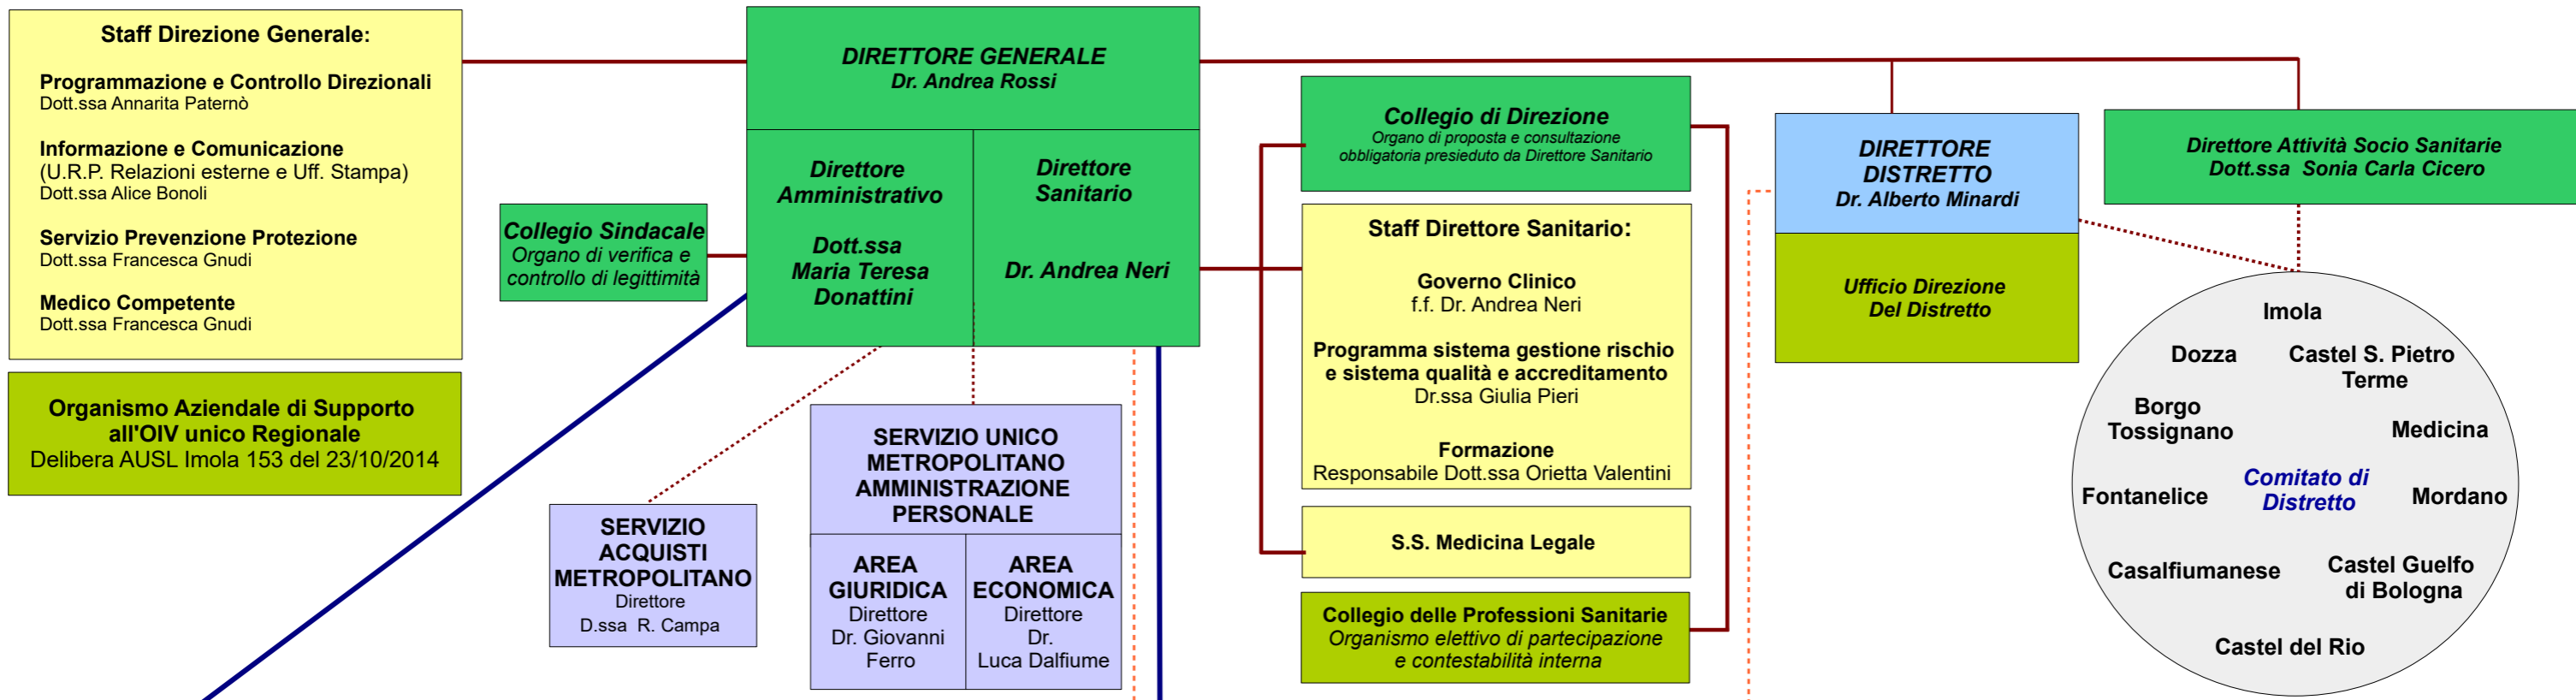 Staff Direzione Generale:
Programmazione e Controllo Direzionali
Dott.ssa Annarita Paternò
Informazione e Comunicazione
(U.R.P. Relazioni esterne e Uff. Stampa)
Dott.ssa Alice Bonoli
Servizio Prevenzione Protezione
Dott.ssa Francesca Gnudi
Medico Competente
Dott.ssa Francesca Gnudi
Organismo Aziendale di Supporto
all'OIV unico Regionale
Delibera AUSL Imola 153 del 23/10/2014
DIRETTORE GENERALE
Dr. Andrea Rossi
Direttore
Amministrativo
Dott.ssa
Maria Teresa
Donattini
Direttore
Sanitario
Dr. Andrea Neri
Collegio Sindacale
Organo di verifica e
controllo di legittimità
SERVIZIO
ACQUISTI
METROPOLITANO
Direttore
D.ssa R. Campa
SERVIZIO UNICO
METROPOLITANO
AMMINISTRAZIONE
PERSONALE
AREA
GIURIDICA
Direttore
Dr. Giovanni
Ferro
AREA
ECONOMICA
Direttore
Dr.
Luca Dalfiume
Collegio di Direzione
Organo di proposta e consultazione
obbligatoria presieduto da Direttore Sanitario
Staff Direttore Sanitario:
Governo Clinico
f.f. Dr. Andrea Neri
Programma sistema gestione rischio
e sistema qualità e accreditamento
Dr.ssa Giulia Pieri
Formazione
Responsabile Dott.ssa Orietta Valentini
S.S. Medicina Legale
Collegio delle Professioni Sanitarie
Organismo elettivo di partecipazione
e contestabilità interna
DIRETTORE
DISTRETTO
Dr. Alberto Minardi
Ufficio Direzione
Del Distretto
Direttore Attività Socio Sanitarie
Dott.ssa Sonia Carla Cicero
Imola
Dozza
Castel S. Pietro
Terme
Borgo
Tossignano
Medicina
Fontanelice
Comitato di
Distretto
Mordano
Casalfiumanese
Castel Guelfo
di Bologna
Castel del Rio